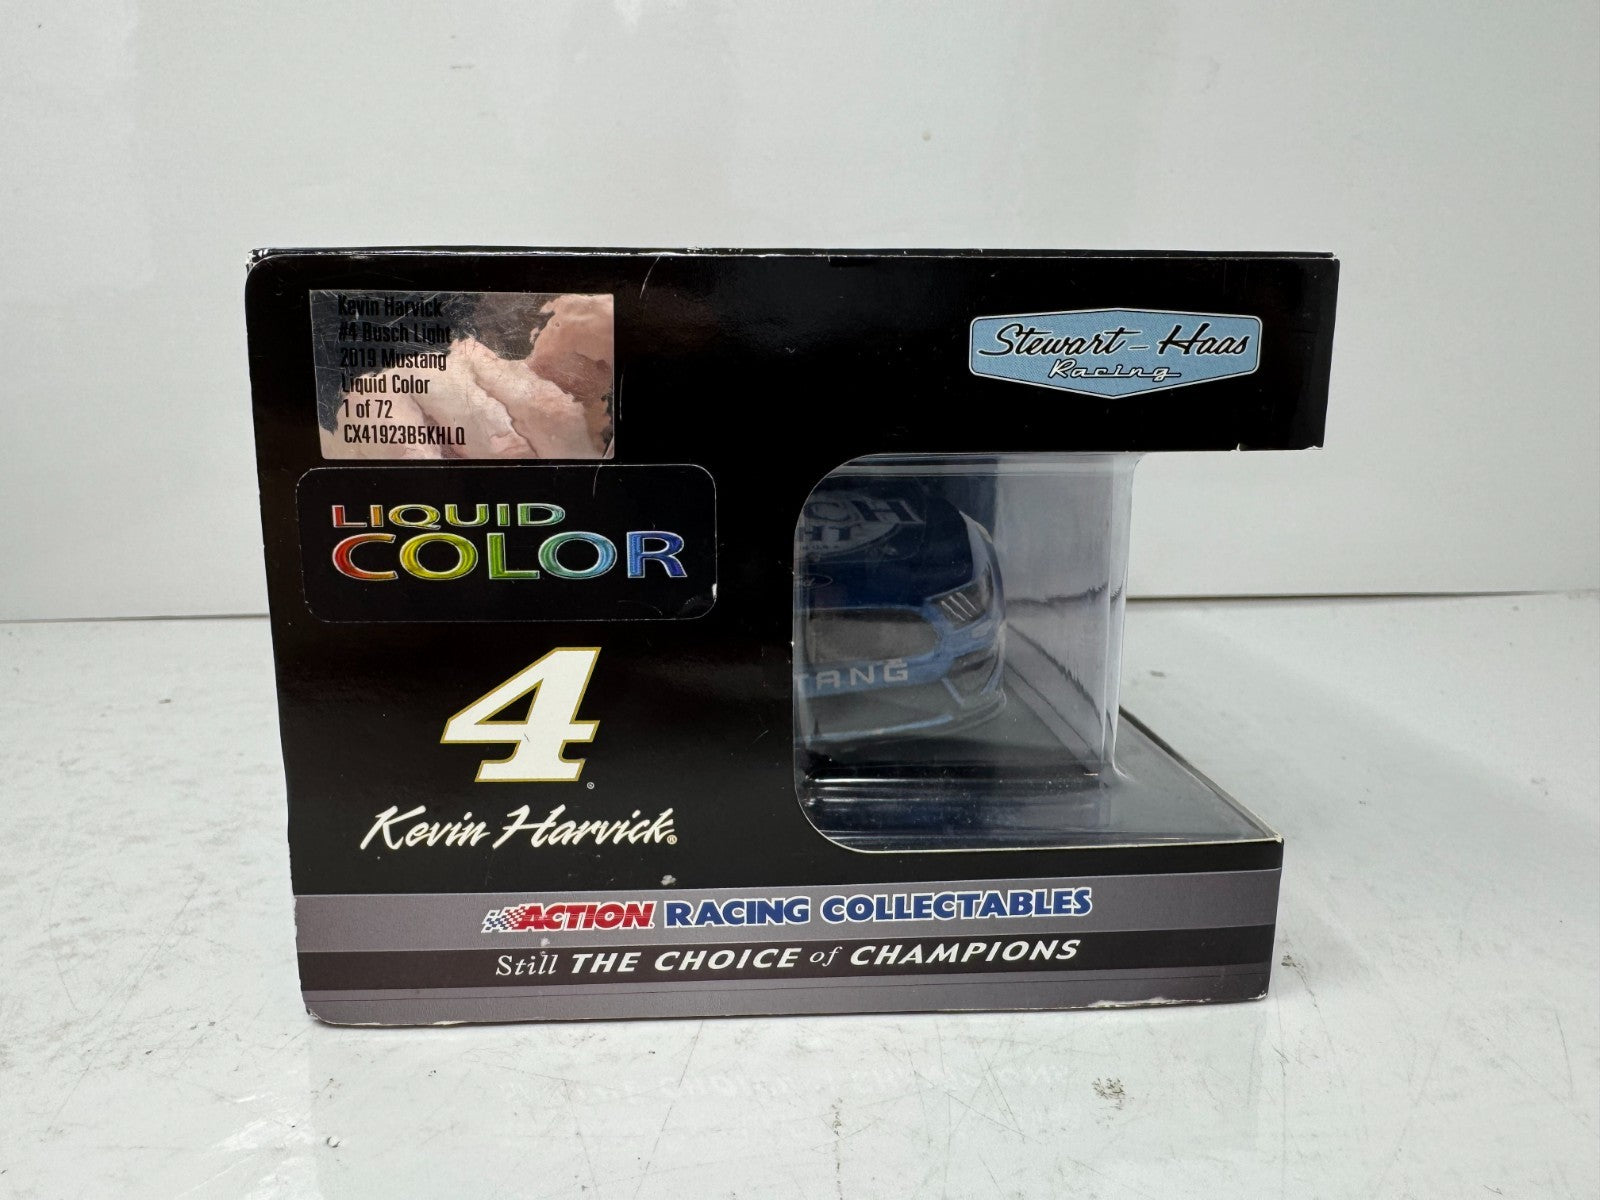 Kevin Harvick
#4 Busch Light
2019 Mustang
Liquid Color
1 of 72
CX41923B5KHLQ
Stewart-Haas
Racing
LIQUID
COLOR
4®
Kevin Harvick®
TANG
ACTION RACING COLLECTABLES
Still THE CHOICE of CHAMPIONS